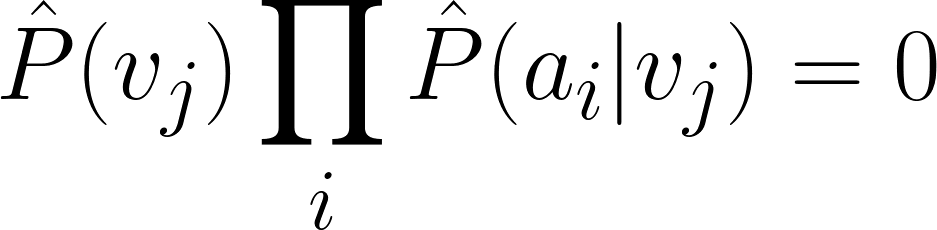 \hat{P}(v_j) \prod_i \hat{P}(a_i|v_j) = 0